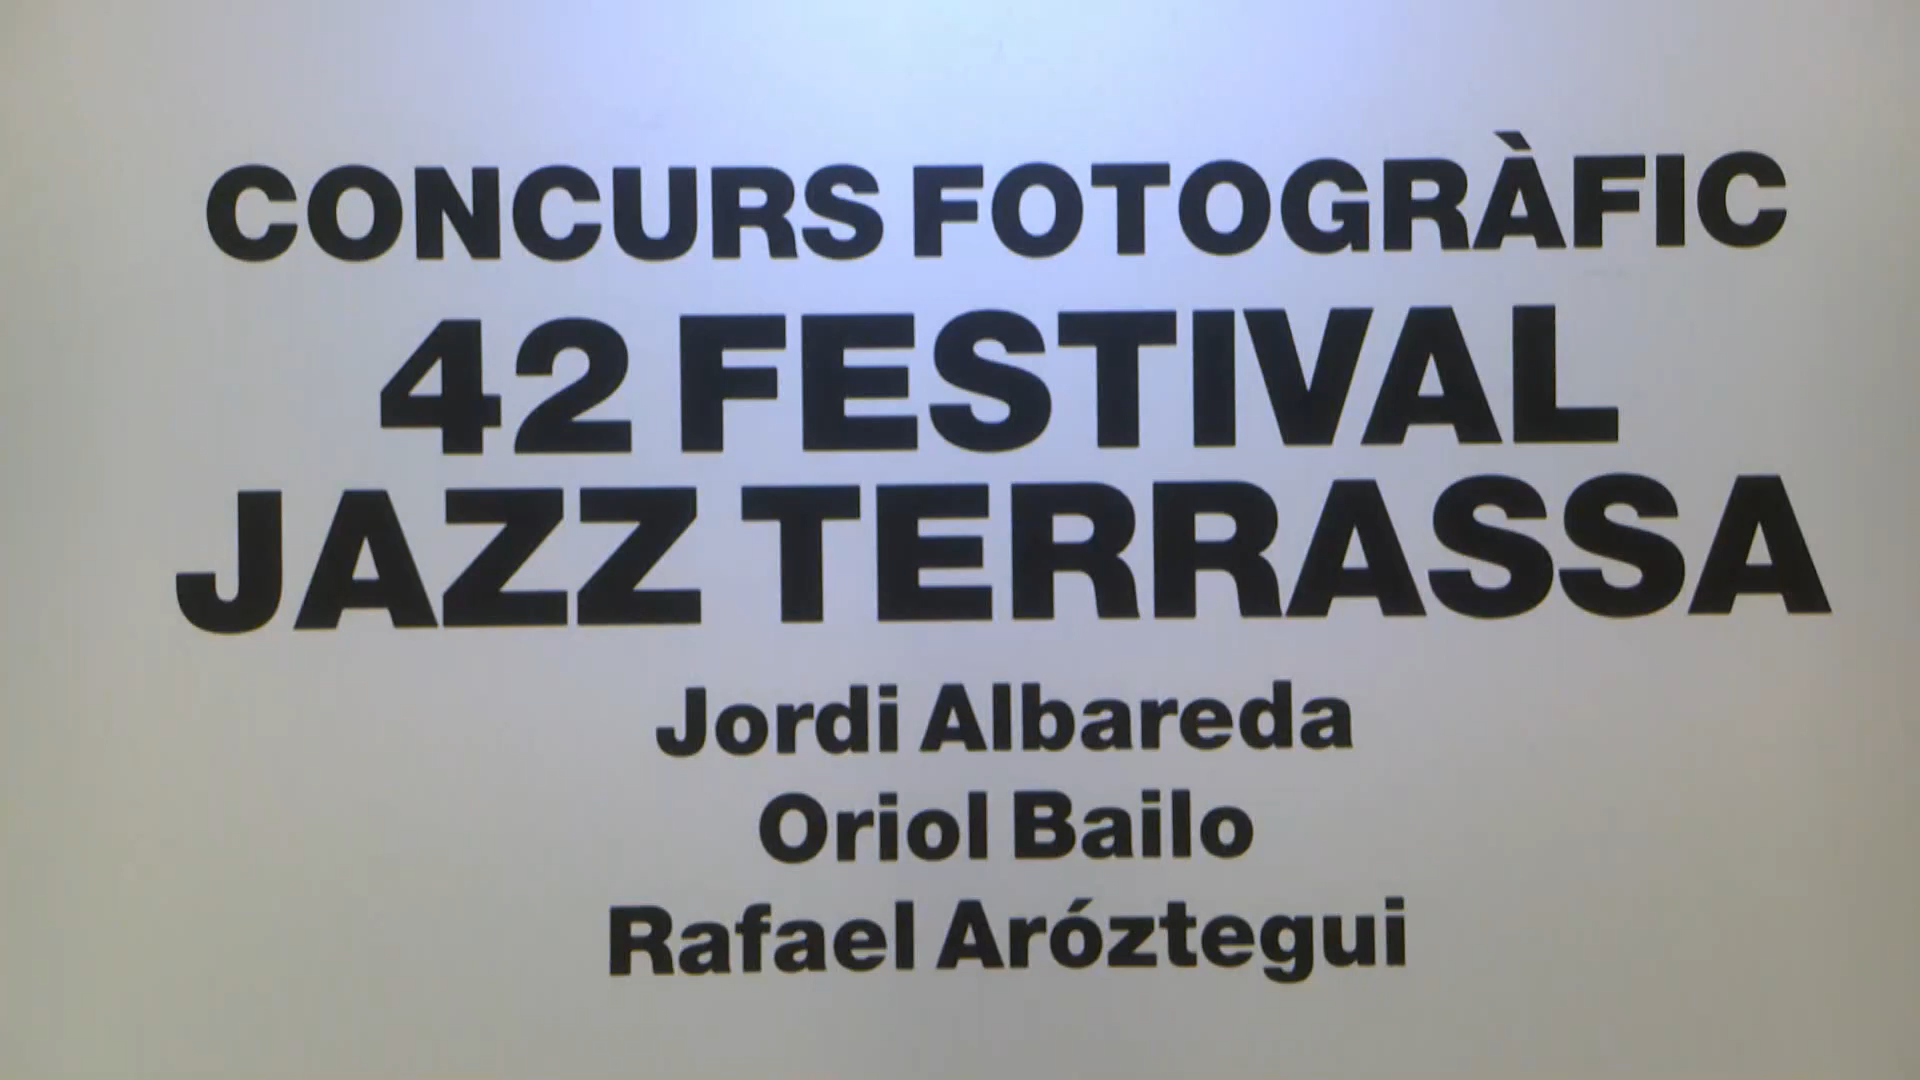 CONCURS FOTOGRÀFIC
42 FESTIVAL
JAZZ TERRASSA
Jordi Albareda
Oriol Bailo
Rafael Aróztegui